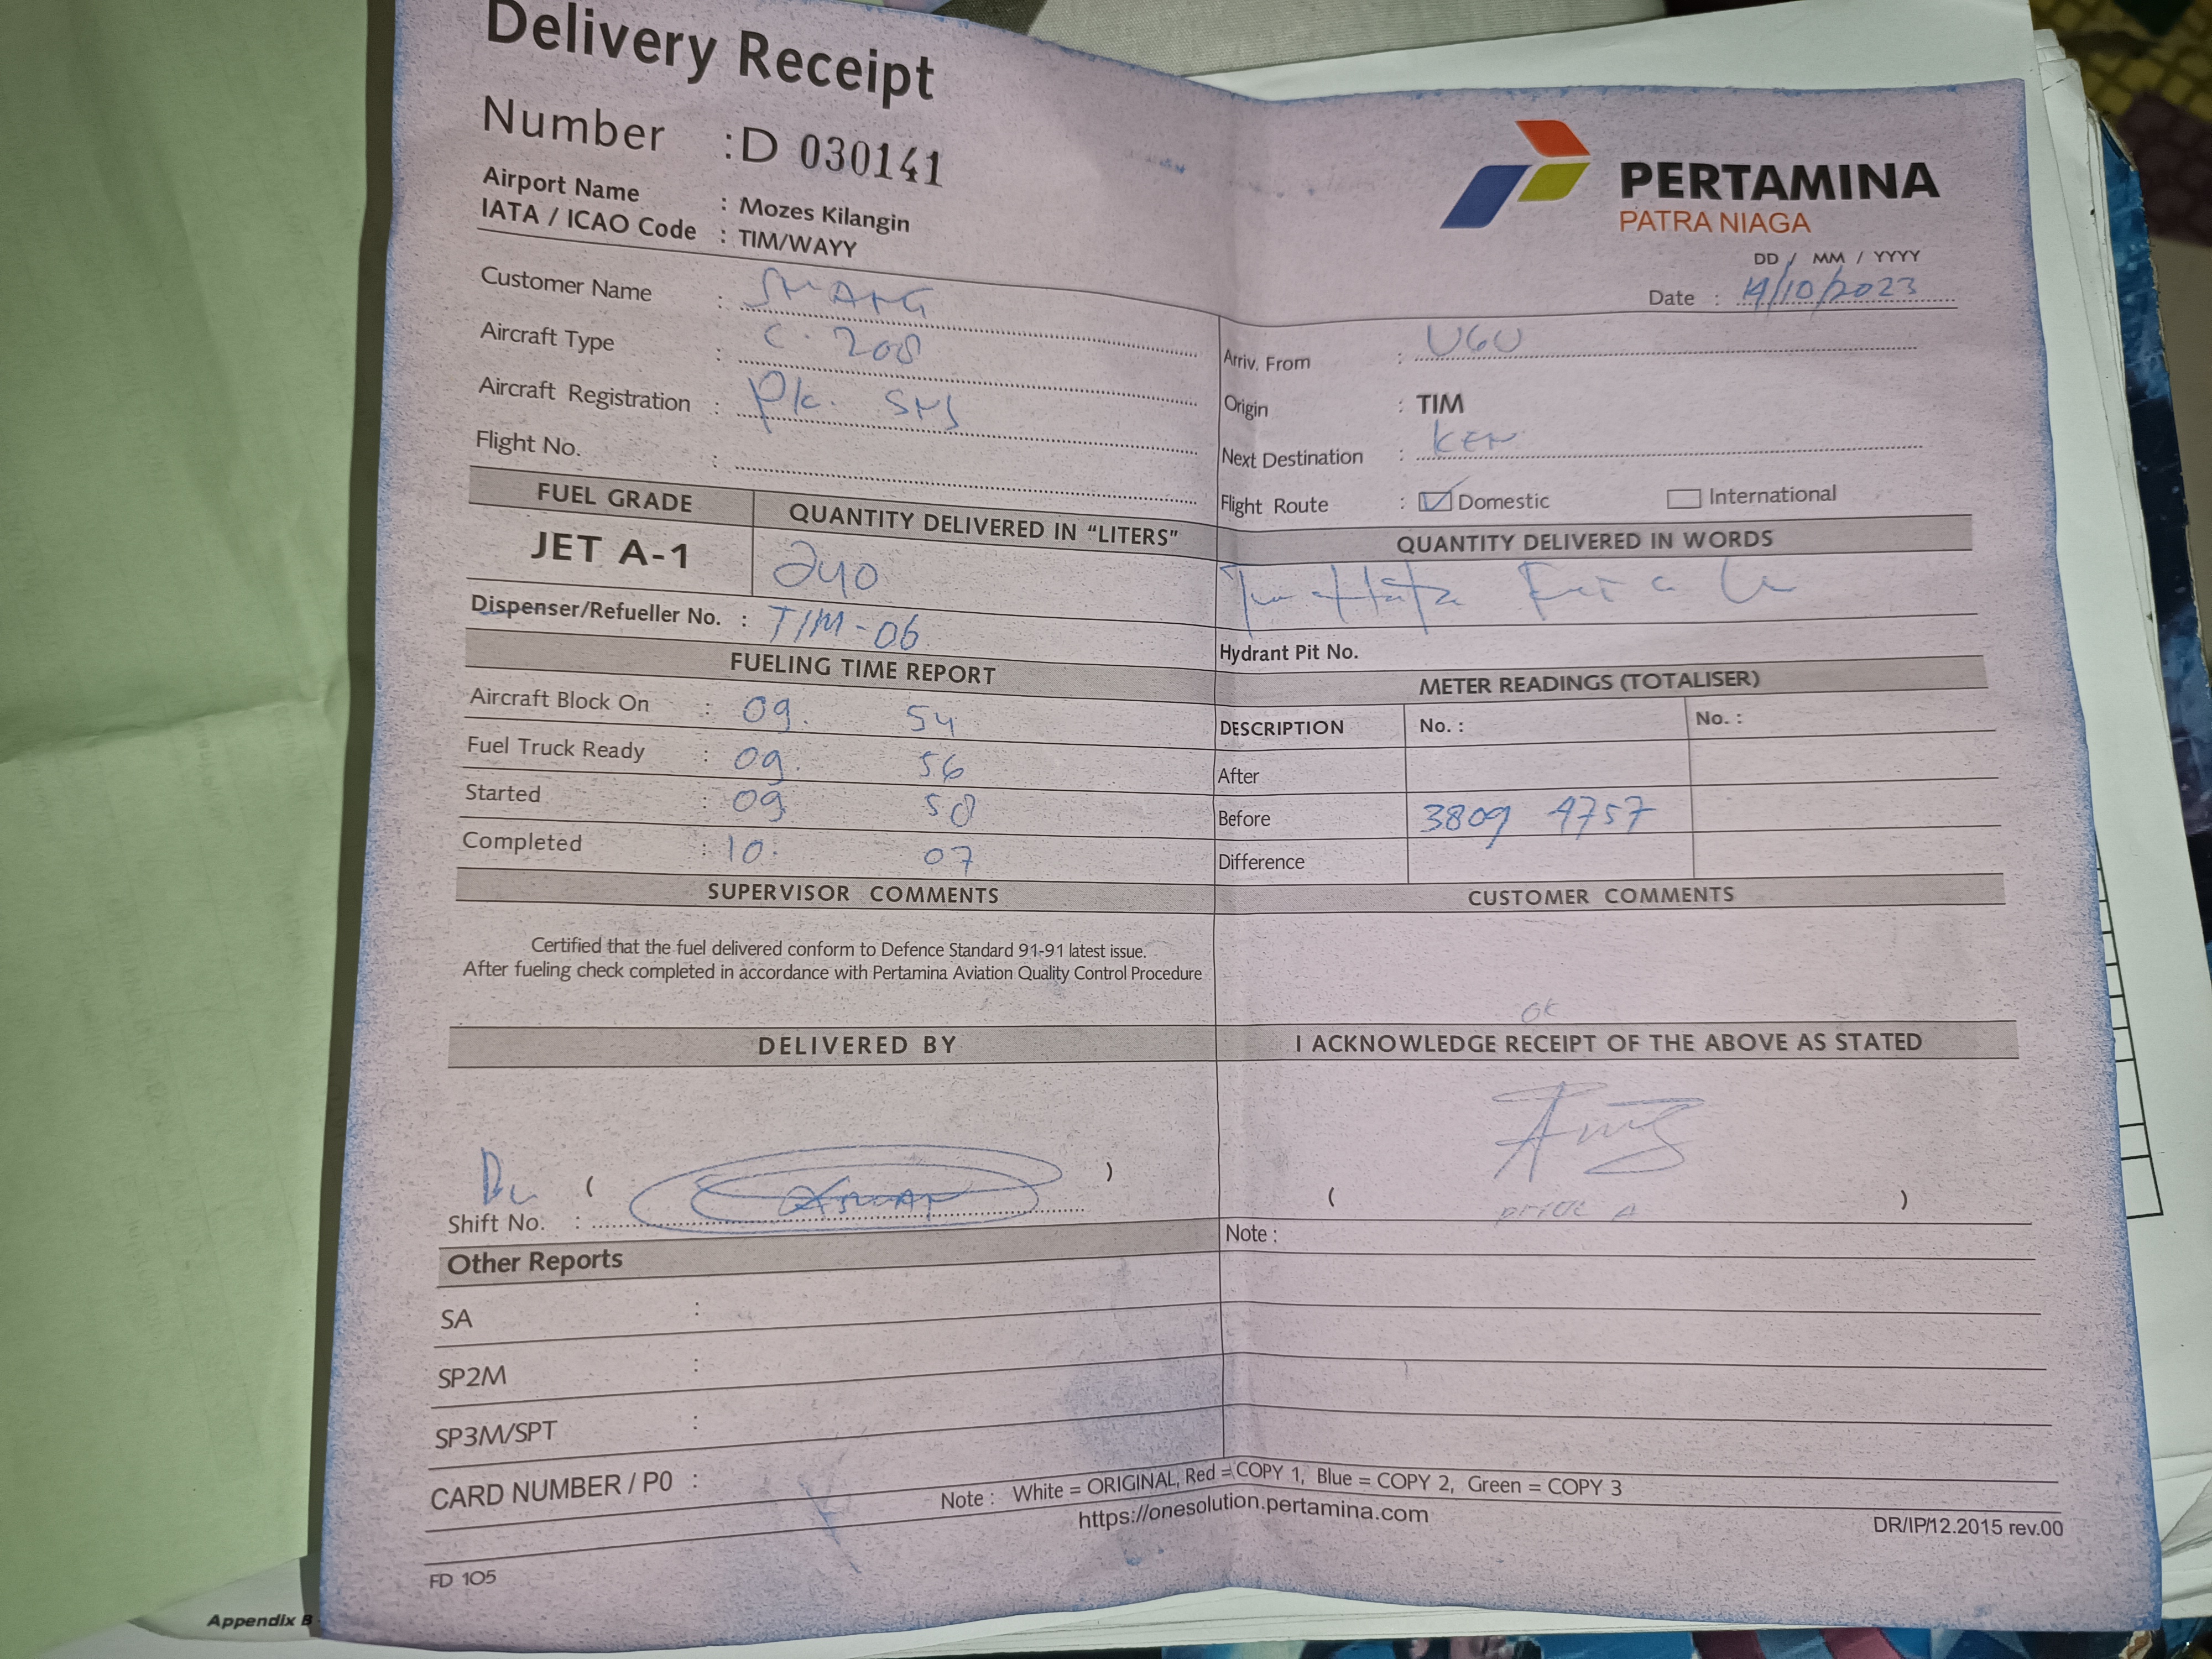 Delivery Receipt
Number : D 030141
Airport Name : Mozes Kilangin
IATA / ICAO Code : TIM/WAYY
PERTAMINA
PATRA NIAGA
DD / MM / YYYY
Date : 14/10/2023
Customer Name :
Aircraft Type : C. 208
Aircraft Registration : Pk.
Flight No. :
Arriv. From : UGU
Origin : TIM
Next Destination :
Flight Route : Domestic International
FUEL GRADE QUANTITY DELIVERED IN "LITERS"
JET A-1 240
Dispenser/Refueller No. : TIM-06
QUANTITY DELIVERED IN WORDS
Hydrant Pit No.
FUELING TIME REPORT
Aircraft Block On : 09. 54
Fuel Truck Ready : 09. 56
Started : 09 58
Completed : 10. 07
METER READINGS (TOTALISER)
DESCRIPTION No. : No. :
After
Before 3809 4757
Difference
SUPERVISOR COMMENTS
Certified that the fuel delivered conform to Defence Standard 91-91 latest issue.
After fueling check completed in accordance with Pertamina Aviation Quality Control Procedure
CUSTOMER COMMENTS
OK
DELIVERED BY
( )
Shift No. :
I ACKNOWLEDGE RECEIPT OF THE ABOVE AS STATED
( )
Other Reports
SA :
SP2M :
SP3M/SPT :
CARD NUMBER / P0 :
Note :
Note : White = ORIGINAL, Red = COPY 1, Blue = COPY 2, Green = COPY 3
https://onesolution.pertamina.com
DR/IP/12.2015 rev.00
FD 105
Appendix B